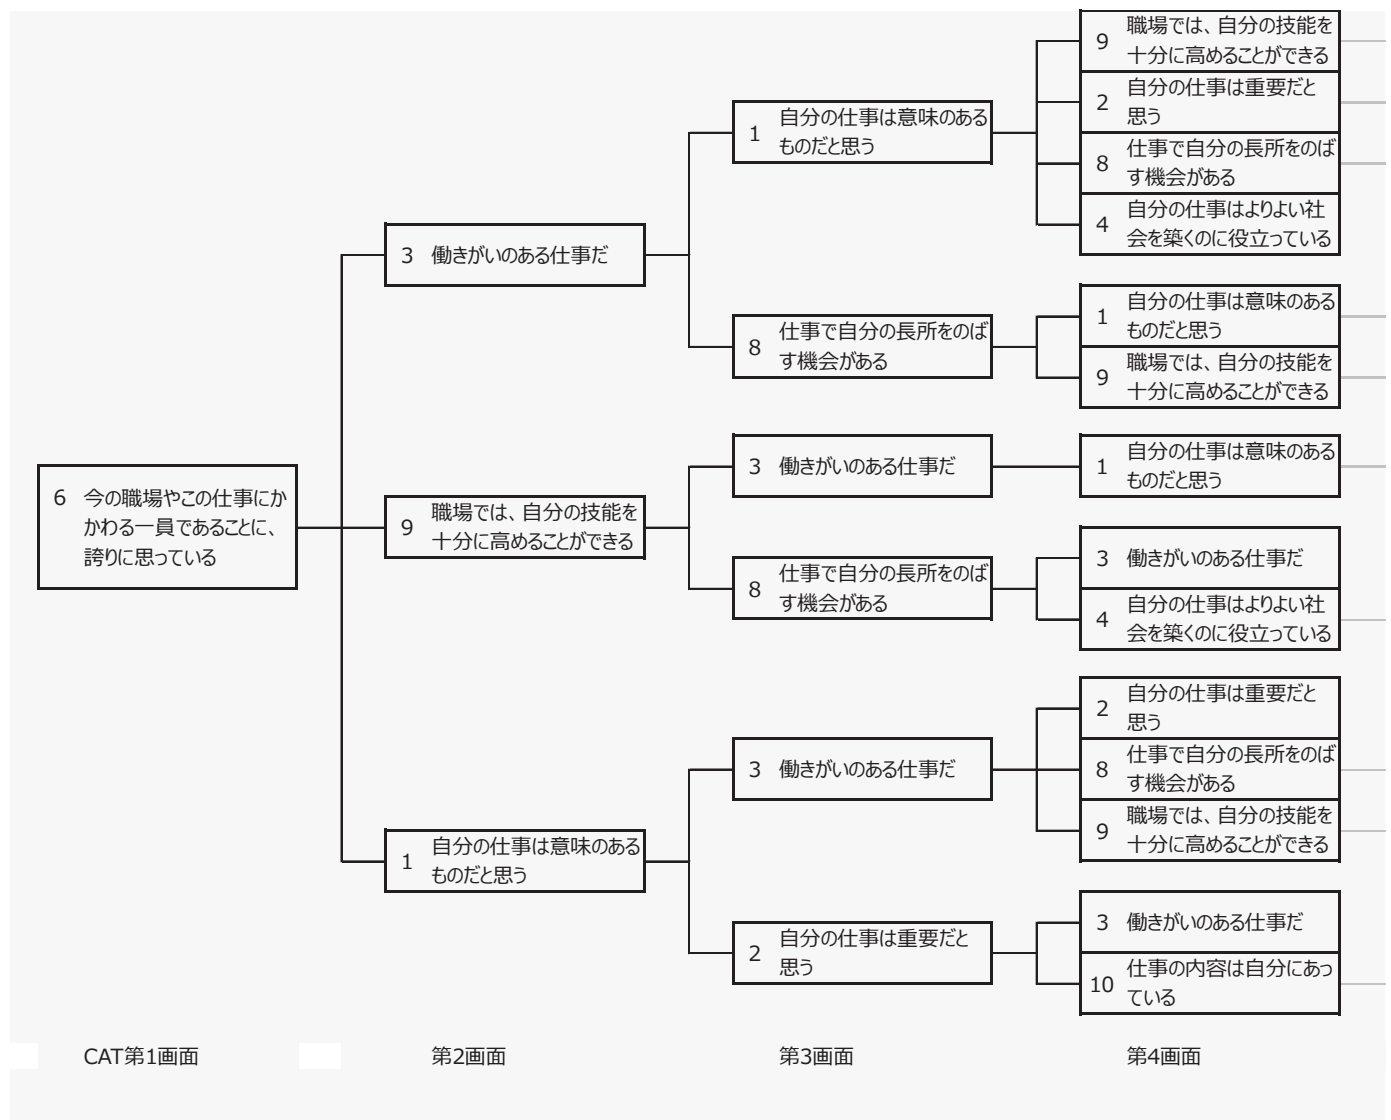 6 今の職場やこの仕事にか
かわる一員であることに、
誇りに思っている
3 働きがいのある仕事だ
9 職場では、自分の技能を
十分に高めることができる
1 自分の仕事は意味のある
ものだと思う
1 自分の仕事は意味のある
ものだと思う
8 仕事で自分の長所をのば
す機会がある
3 働きがいのある仕事だ
8 仕事で自分の長所をのば
す機会がある
3 働きがいのある仕事だ
2 自分の仕事は重要だと
思う
9 職場では、自分の技能を
十分に高めることができる
2 自分の仕事は重要だと
思う
8 仕事で自分の長所をのば
す機会がある
4 自分の仕事はよりよい社
会を築くのに役立っている
1 自分の仕事は意味のある
ものだと思う
9 職場では、自分の技能を
十分に高めることができる
1 自分の仕事は意味のある
ものだと思う
3 働きがいのある仕事だ
4 自分の仕事はよりよい社
会を築くのに役立っている
2 自分の仕事は重要だと
思う
8 仕事で自分の長所をのば
す機会がある
9 職場では、自分の技能を
十分に高めることができる
3 働きがいのある仕事だ
10 仕事の内容は自分にあっ
ている
CAT第1画面
第2画面
第3画面
第4画面